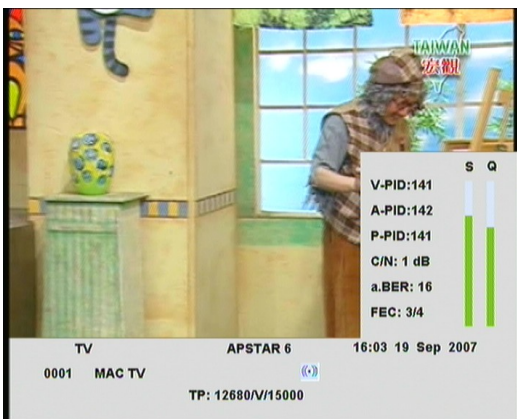 TAIWAN
宏觀
TV
S Q
V-PID:141
A-PID:142
P-PID:141
C/N: 1 dB
a.BER: 16
FEC: 3/4
TV APSTAR 6 16:03 19 Sep 2007
0001 MAC TV
TP: 12680/V/15000